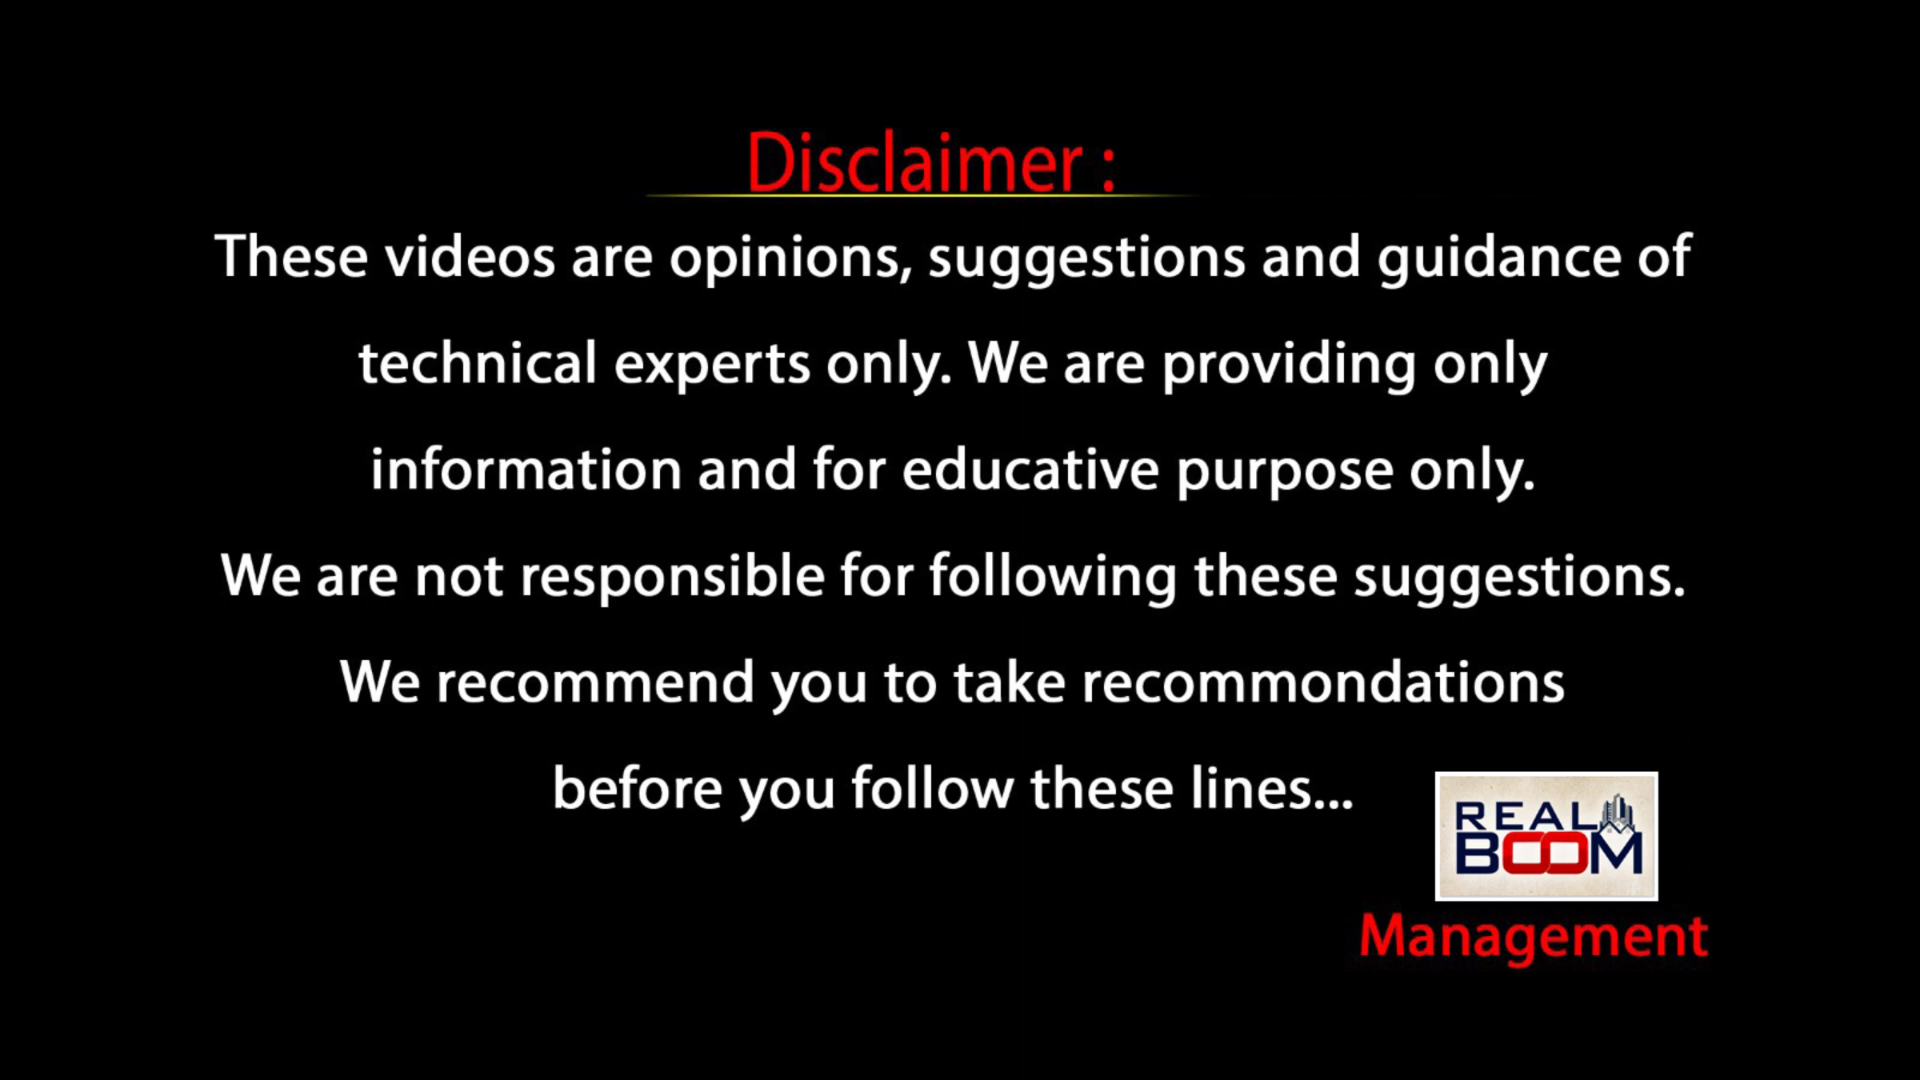 Disclaimer :
These videos are opinions, suggestions and guidance of
technical experts only. We are providing only
information and for educative purpose only.
We are not responsible for following these suggestions.
We recommend you to take recommondations
before you follow these lines...
REAL
BOOM
Management